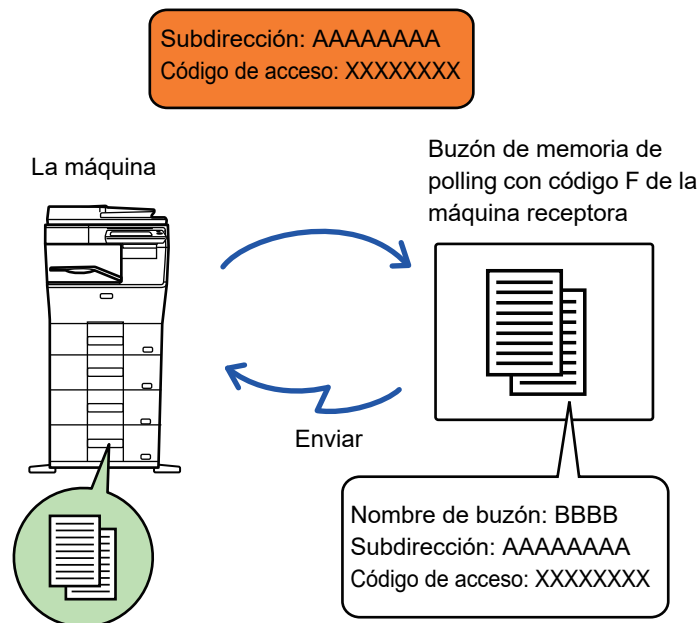 Subdirección: AAAAAAAA
Código de acceso: XXXXXXXX
La máquina
Buzón de memoria de
polling con código F de la
máquina receptora
Enviar
Nombre de buzón: BBBB
Subdirección: AAAAAAAA
Código de acceso: XXXXXXXX